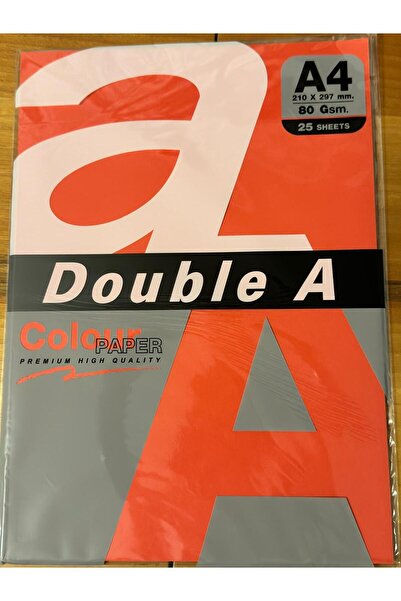 a
A4
210 X 297 mm.
80 Gsm.
25 SHEETS
Double A
Colour
PAPER
PREMIUM HIGH QUALITY
A